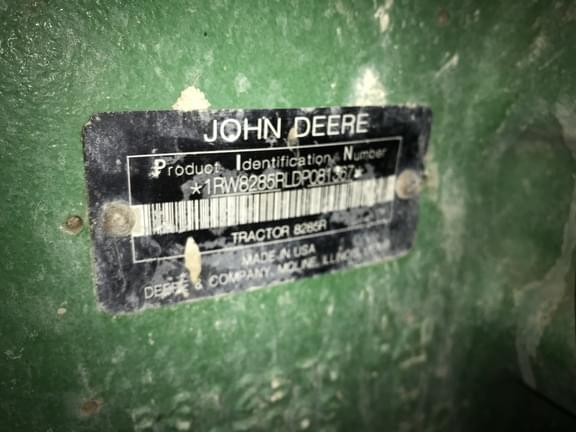 JOHN DEERE
Product Identification Number
*1RW8285RLDP081367*
TRACTOR 8285R
MADE IN USA
DEERE & COMPANY, MOLINE, ILLINOIS,